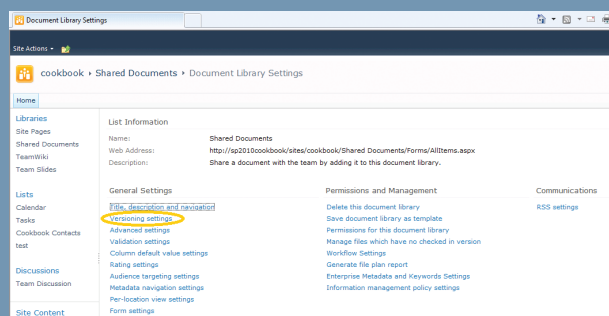 Document Library Settings
Site Actions
cookbook ▸ Shared Documents ▸ Document Library Settings
Home
Libraries
Site Pages
Shared Documents
TeamWiki
Team Slides
Lists
Calendar
Tasks
Cookbook Contacts
test
Discussions
Team Discussion
Site Content
List Information
Name: Shared Documents
Web Address: http://sp2010cookbook/sites/cookbook/Shared Documents/Forms/AllItems.aspx
Description: Share a document with the team by adding it to this document library.
General Settings
Title, description and navigation
Versioning settings
Advanced settings
Validation settings
Column default value settings
Rating settings
Audience targeting settings
Metadata navigation settings
Per-location view settings
Form settings
Permissions and Management
Delete this document library
Save document library as template
Permissions for this document library
Manage files which have no checked in version
Workflow Settings
Generate file plan report
Enterprise Metadata and Keywords Settings
Information management policy settings
Communications
RSS settings